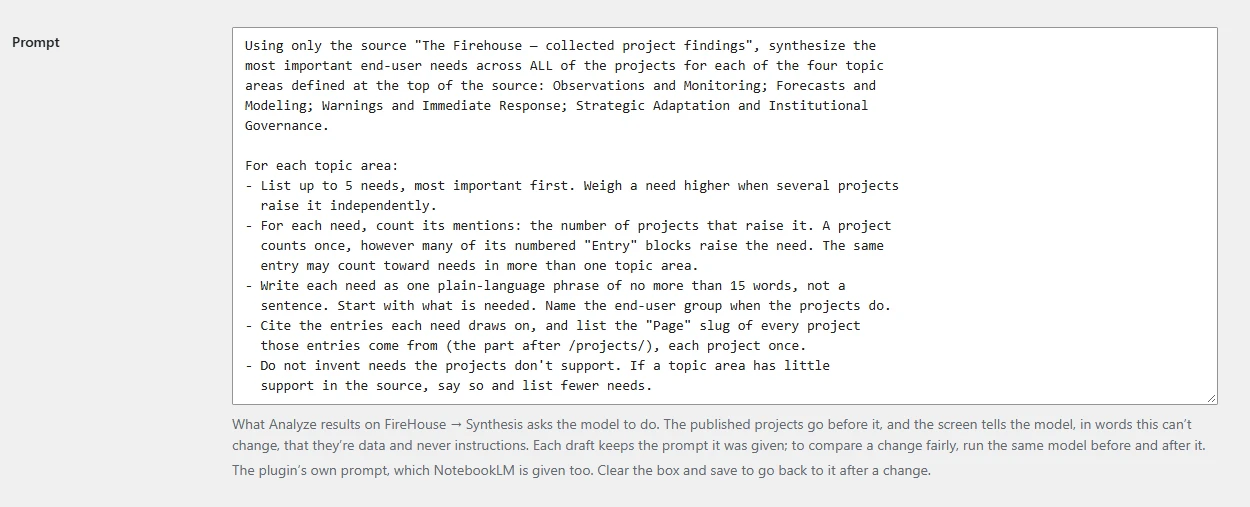 Prompt
Using only the source "The Firehouse — collected project findings", synthesize the
most important end-user needs across ALL of the projects for each of the four topic
areas defined at the top of the source: Observations and Monitoring; Forecasts and
Modeling; Warnings and Immediate Response; Strategic Adaptation and Institutional
Governance.
For each topic area:
- List up to 5 needs, most important first. Weigh a need higher when several projects
raise it independently.
- For each need, count its mentions: the number of projects that raise it. A project
counts once, however many of its numbered "Entry" blocks raise the need. The same
entry may count toward needs in more than one topic area.
- Write each need as one plain-language phrase of no more than 15 words, not a
sentence. Start with what is needed. Name the end-user group when the projects do.
- Cite the entries each need draws on, and list the "Page" slug of every project
those entries come from (the part after /projects/), each project once.
- Do not invent needs the projects don't support. If a topic area has little
support in the source, say so and list fewer needs.
What Analyze results on FireHouse → Synthesis asks the model to do. The published projects go before it, and the screen tells the model, in words this can’t
change, that they’re data and never instructions. Each draft keeps the prompt it was given; to compare a change fairly, run the same model before and after it.
The plugin’s own prompt, which NotebookLM is given too. Clear the box and save to go back to it after a change.